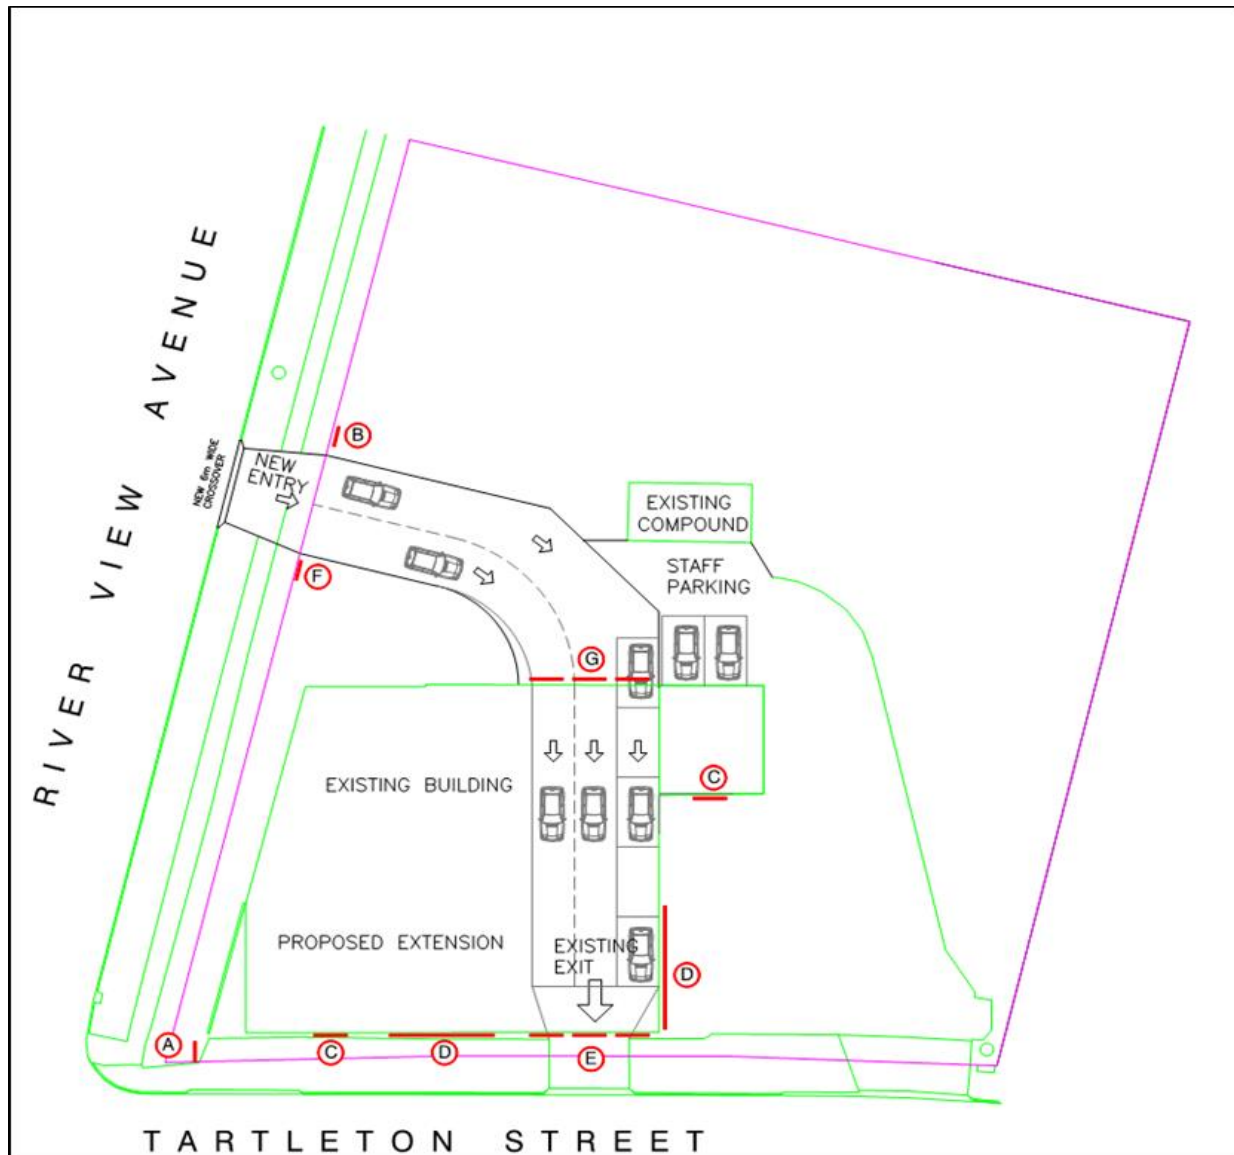 RIVER VIEW AVENUE
B
NEW 6m WIDE
CROSSOVER
NEW
ENTRY
EXISTING
COMPOUND
STAFF
PARKING
F
G
EXISTING BUILDING
C
PROPOSED EXTENSION
EXISTING
EXIT
D
A
C
D
E
TARTLETON STREET